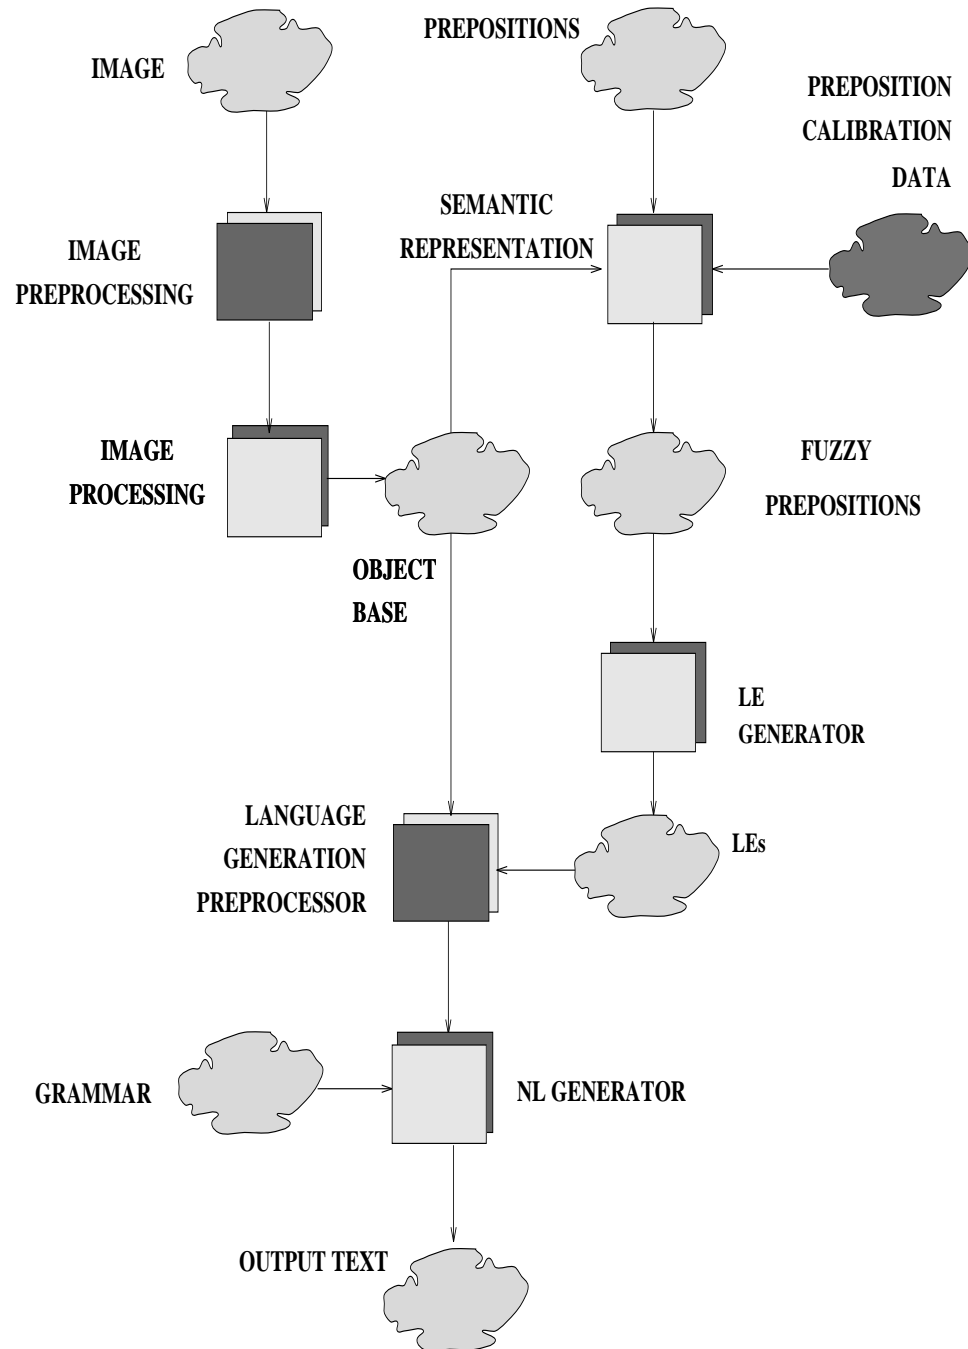 PREPOSITIONS
IMAGE
PREPOSITION
CALIBRATION
DATA
SEMANTIC
REPRESENTATION
IMAGE
PREPROCESSING
IMAGE
PROCESSING
FUZZY
PREPOSITIONS
OBJECT
BASE
LE
GENERATOR
LANGUAGE
GENERATION
PREPROCESSOR
LEs
GRAMMAR
NL GENERATOR
OUTPUT TEXT